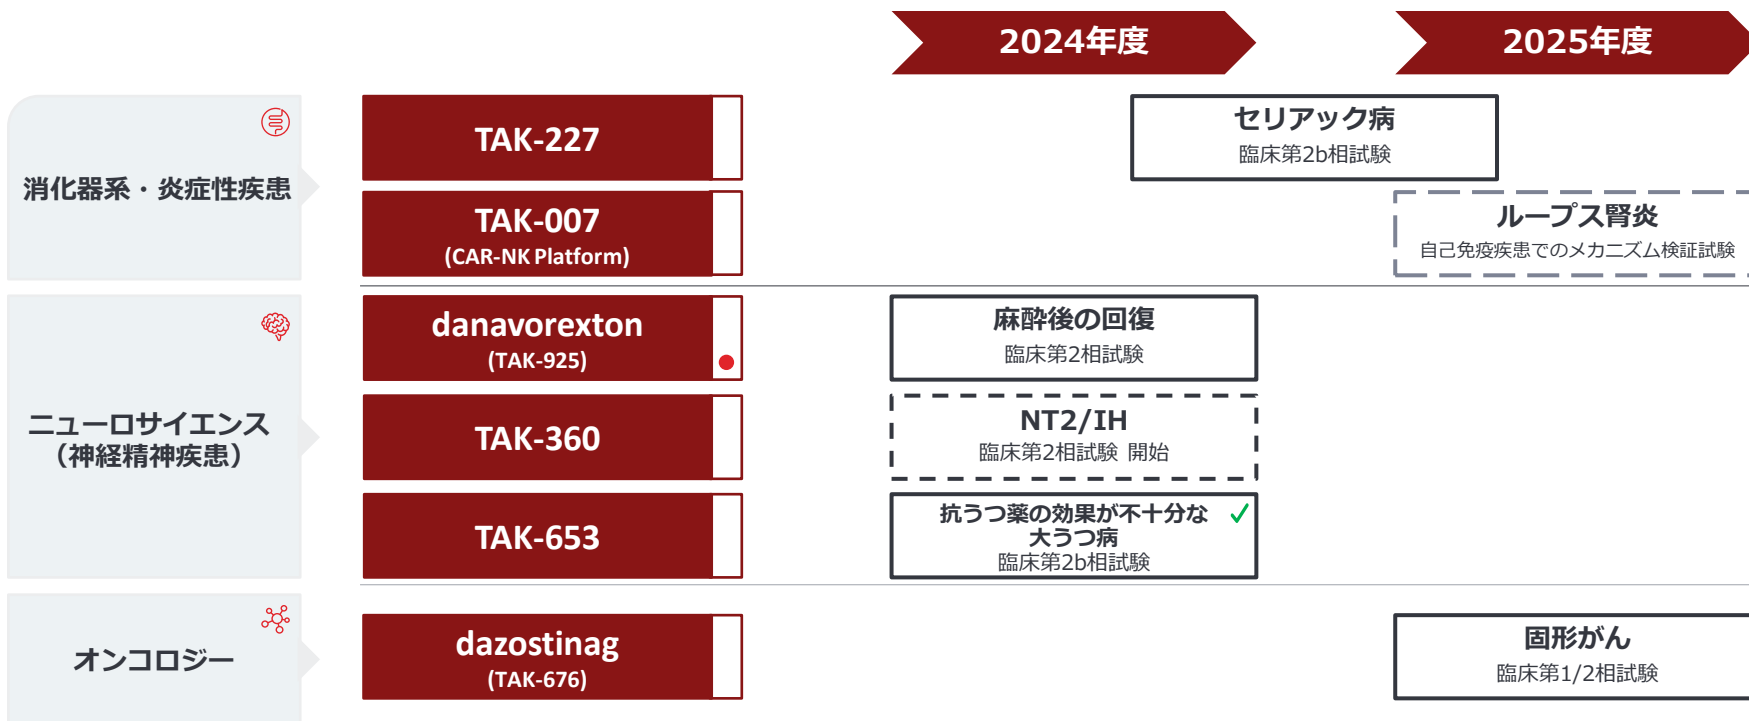 2024年度
2025年度
消化器系・炎症性疾患
TAK-227
セリアック病
臨床第2b相試験
TAK-007
(CAR-NK Platform)
ループス腎炎
自己免疫疾患でのメカニズム検証試験
ニューロサイエンス
（神経精神疾患）
danavorexton
(TAK-925)
麻酔後の回復
臨床第2相試験
TAK-360
NT2/IH
臨床第2相試験 開始
TAK-653
抗うつ薬の効果が不十分な
大うつ病
臨床第2b相試験
オンコロジー
dazostinag
(TAK-676)
固形がん
臨床第1/2相試験